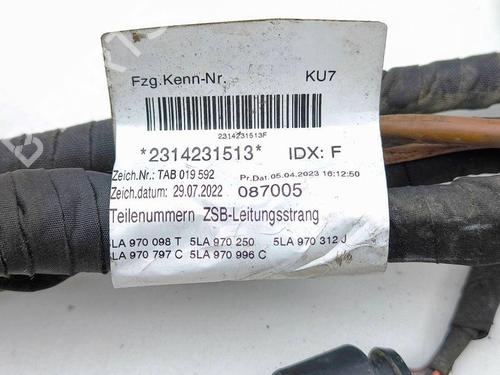 Fzg.Kenn-Nr. KU7
2314231513F
*2314231513* IDX: F
Zeich.Nr.: TAB 019 592 Pr.Dat.05.04.2023 16:12:50
Zeich.datum: 29.07.2022 087005
Teilenummern ZSB-Leitungsstrang
LA 970 098 T 5LA 970 250 5LA 970 312 J
LA 970 797 C 5LA 970 996 C